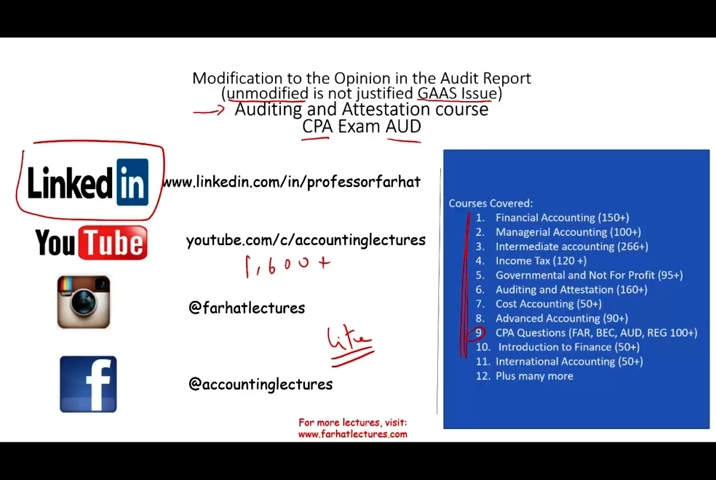 Modification to the Opinion in the Audit Report
(unmodified is not justified GAAS Issue)
Auditing and Attestation course
CPA Exam AUD
Linked in
www.linkedin.com/in/professorfarhat
You Tube
youtube.com/c/accountinglectures
1,600+
@farhatlectures
like
@accountinglectures
For more lectures, visit:
www.farhatlectures.com
Courses Covered:
1. Financial Accounting (150+)
2. Managerial Accounting (100+)
3. Intermediate accounting (266+)
4. Income Tax (120 +)
5. Governmental and Not For Profit (95+)
6. Auditing and Attestation (160+)
7. Cost Accounting (50+)
8. Advanced Accounting (90+)
9. CPA Questions (FAR, BEC, AUD, REG 100+)
10. Introduction to Finance (50+)
11. International Accounting (50+)
12. Plus many more